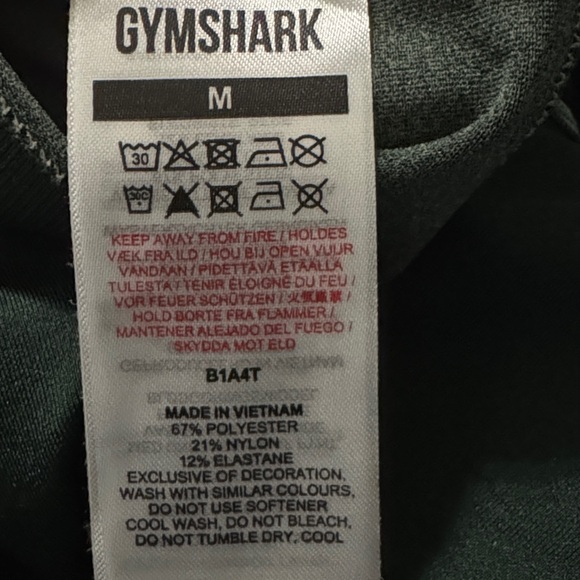 GYMSHARK
M
30
30C
KEEP AWAY FROM FIRE / HOLDES
VÆK FRA ILD / HOU BIJ OPEN VUUR
VANDAAN / PIDETTÄVÄ ETÄÄLLÄ
TULESTA / TENIR ÉLOIGNÉ DU FEU /
VOR FEUER SCHÜTZEN / 火気厳禁 /
HOLD BORTE FRA FLAMMER /
MANTENER ALEJADO DEL FUEGO /
SKYDDA MOT ELD
B1A4T
MADE IN VIETNAM
67% POLYESTER
21% NYLON
12% ELASTANE
EXCLUSIVE OF DECORATION,
WASH WITH SIMILAR COLOURS,
DO NOT USE SOFTENER
COOL WASH, DO NOT BLEACH,
DO NOT TUMBLE DRY, COOL